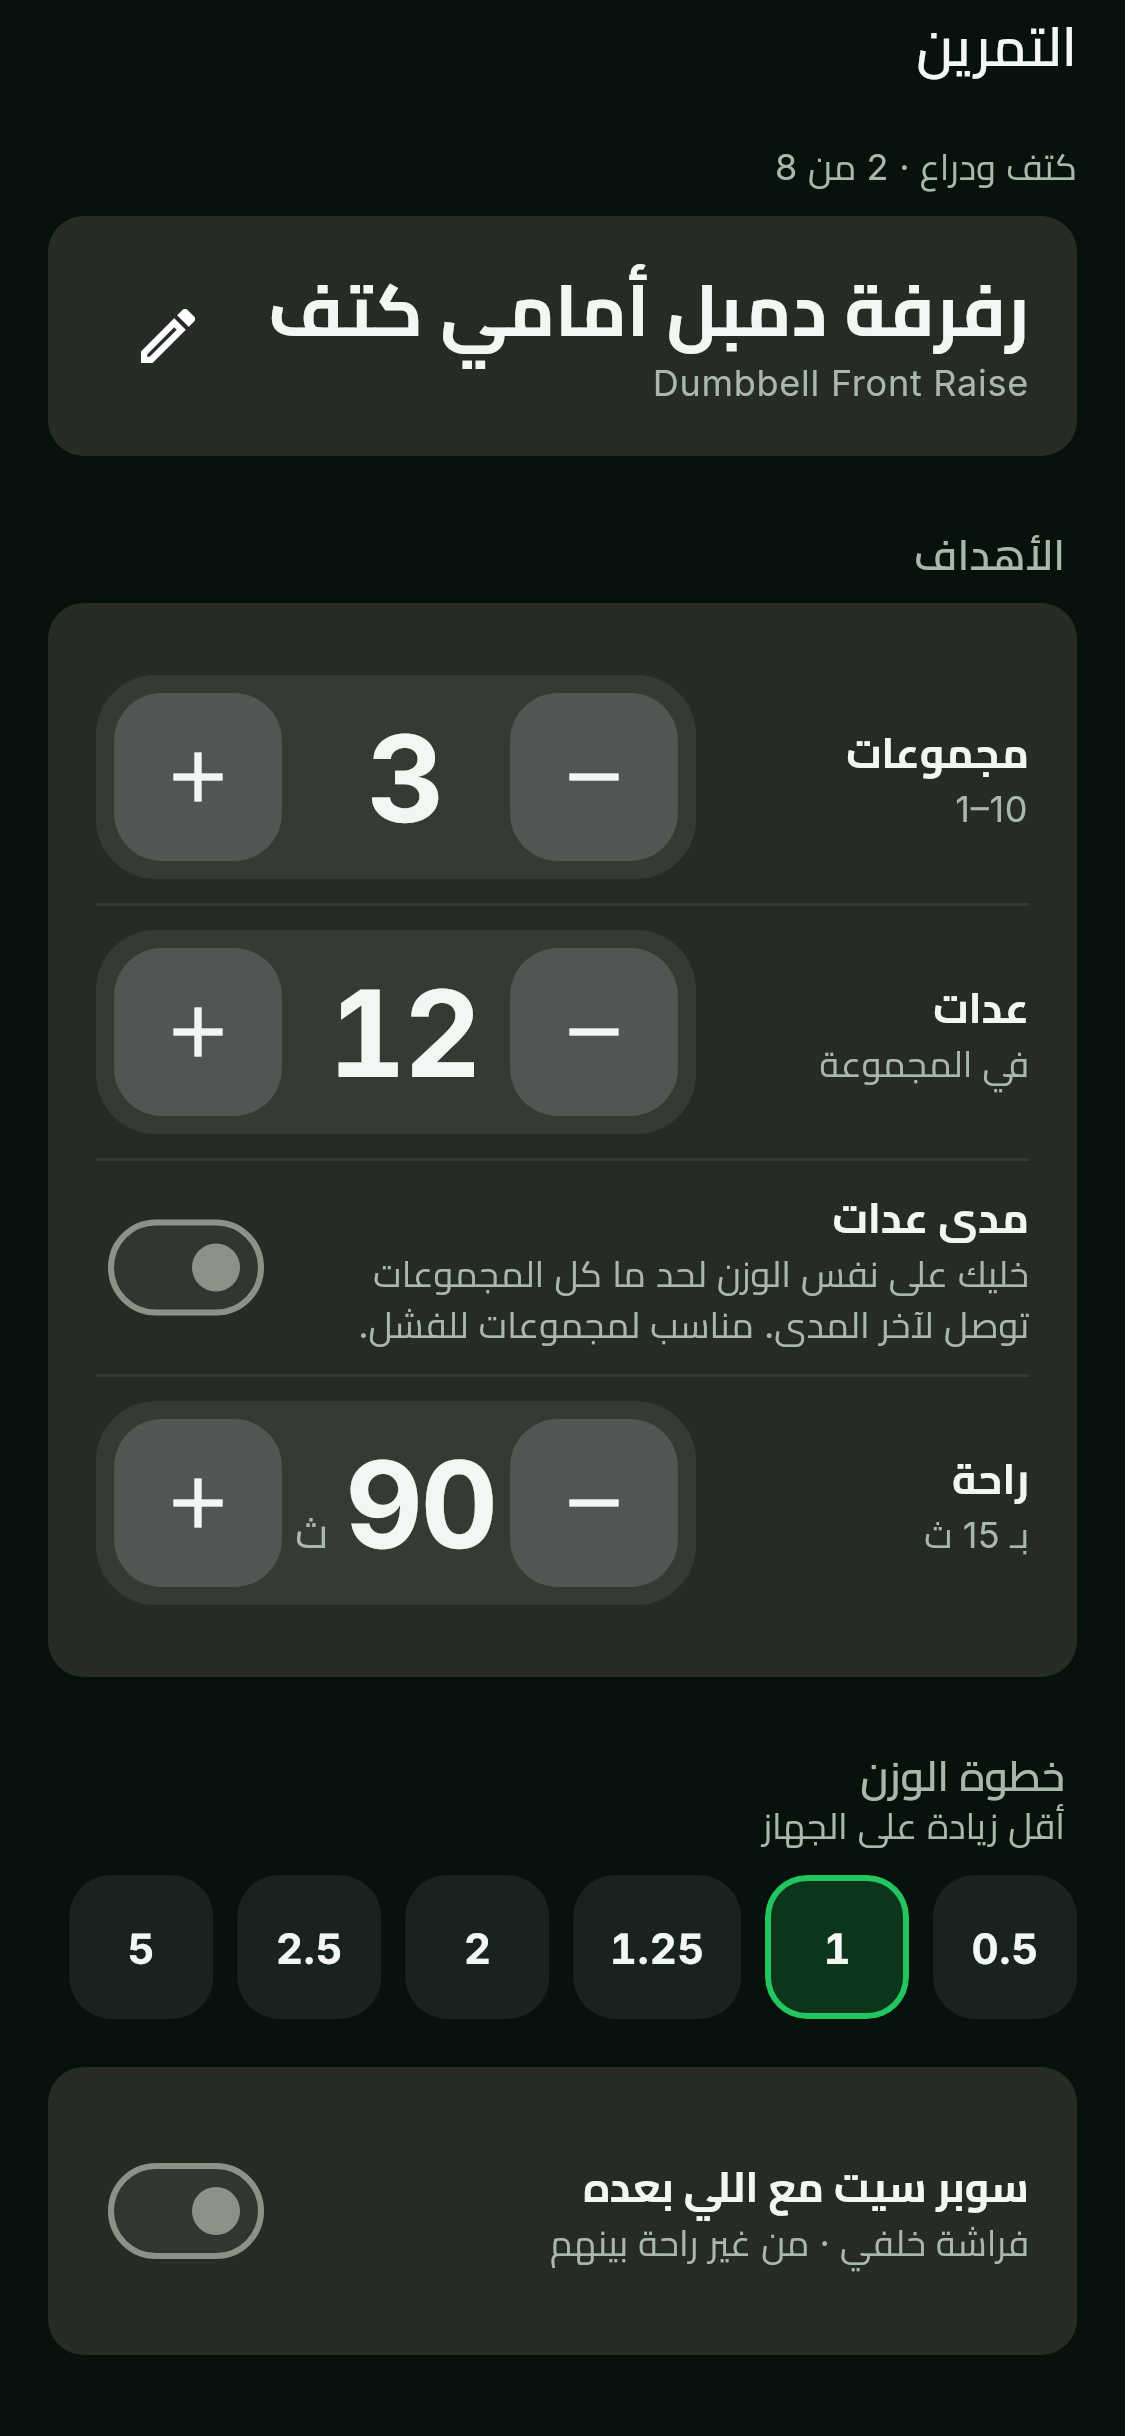 التمرين
كتف ودراع · 2 من 8
رفرفة دمبل أمامي كتف
Dumbbell Front Raise
الأهداف
مجموعات
1–10
− 3 +
عدات
في المجموعة
− 12 +
مدى عدات
خليك على نفس الوزن لحد ما كل المجموعات
توصل لآخر المدى. مناسب لمجموعات للفشل.
راحة
بـ 15 ث
− 90 ث +
خطوة الوزن
أقل زيادة على الجهاز
0.5 1 1.25 2 2.5 5
سوبر سيت مع اللي بعده
فراشة خلفي · من غير راحة بينهم